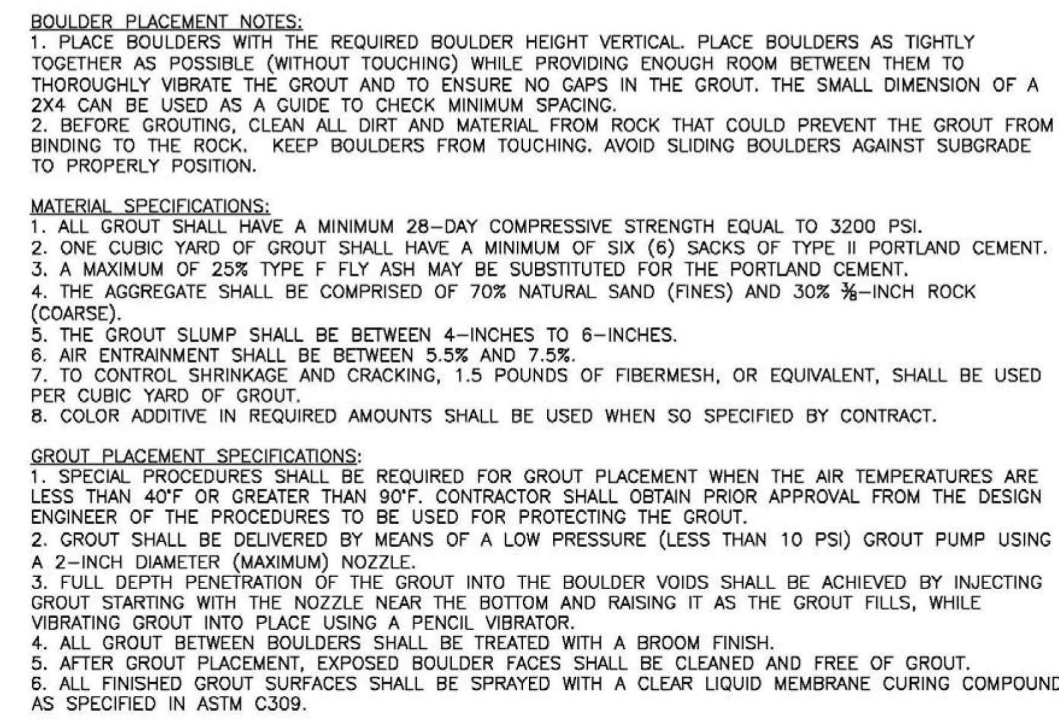 BOULDER PLACEMENT NOTES:
1. PLACE BOULDERS WITH THE REQUIRED BOULDER HEIGHT VERTICAL. PLACE BOULDERS AS TIGHTLY
TOGETHER AS POSSIBLE (WITHOUT TOUCHING) WHILE PROVIDING ENOUGH ROOM BETWEEN THEM TO
THOROUGHLY VIBRATE THE GROUT AND TO ENSURE NO GAPS IN THE GROUT. THE SMALL DIMENSION OF A
2X4 CAN BE USED AS A GUIDE TO CHECK MINIMUM SPACING.
2. BEFORE GROUTING, CLEAN ALL DIRT AND MATERIAL FROM ROCK THAT COULD PREVENT THE GROUT FROM
BINDING TO THE ROCK. KEEP BOULDERS FROM TOUCHING. AVOID SLIDING BOULDERS AGAINST SUBGRADE
TO PROPERLY POSITION.
MATERIAL SPECIFICATIONS:
1. ALL GROUT SHALL HAVE A MINIMUM 28-DAY COMPRESSIVE STRENGTH EQUAL TO 3200 PSI.
2. ONE CUBIC YARD OF GROUT SHALL HAVE A MINIMUM OF SIX (6) SACKS OF TYPE II PORTLAND CEMENT.
3. A MAXIMUM OF 25% TYPE F FLY ASH MAY BE SUBSTITUTED FOR THE PORTLAND CEMENT.
4. THE AGGREGATE SHALL BE COMPRISED OF 70% NATURAL SAND (FINES) AND 30% ⅜-INCH ROCK
(COARSE).
5. THE GROUT SLUMP SHALL BE BETWEEN 4-INCHES TO 6-INCHES.
6. AIR ENTRAINMENT SHALL BE BETWEEN 5.5% AND 7.5%.
7. TO CONTROL SHRINKAGE AND CRACKING, 1.5 POUNDS OF FIBERMESH, OR EQUIVALENT, SHALL BE USED
PER CUBIC YARD OF GROUT.
8. COLOR ADDITIVE IN REQUIRED AMOUNTS SHALL BE USED WHEN SO SPECIFIED BY CONTRACT.
GROUT PLACEMENT SPECIFICATIONS:
1. SPECIAL PROCEDURES SHALL BE REQUIRED FOR GROUT PLACEMENT WHEN THE AIR TEMPERATURES ARE
LESS THAN 40°F OR GREATER THAN 90°F. CONTRACTOR SHALL OBTAIN PRIOR APPROVAL FROM THE DESIGN
ENGINEER OF THE PROCEDURES TO BE USED FOR PROTECTING THE GROUT.
2. GROUT SHALL BE DELIVERED BY MEANS OF A LOW PRESSURE (LESS THAN 10 PSI) GROUT PUMP USING
A 2-INCH DIAMETER (MAXIMUM) NOZZLE.
3. FULL DEPTH PENETRATION OF THE GROUT INTO THE BOULDER VOIDS SHALL BE ACHIEVED BY INJECTING
GROUT STARTING WITH THE NOZZLE NEAR THE BOTTOM AND RAISING IT AS THE GROUT FILLS, WHILE
VIBRATING GROUT INTO PLACE USING A PENCIL VIBRATOR.
4. ALL GROUT BETWEEN BOULDERS SHALL BE TREATED WITH A BROOM FINISH.
5. AFTER GROUT PLACEMENT, EXPOSED BOULDER FACES SHALL BE CLEANED AND FREE OF GROUT.
6. ALL FINISHED GROUT SURFACES SHALL BE SPRAYED WITH A CLEAR LIQUID MEMBRANE CURING COMPOUND
AS SPECIFIED IN ASTM C309.